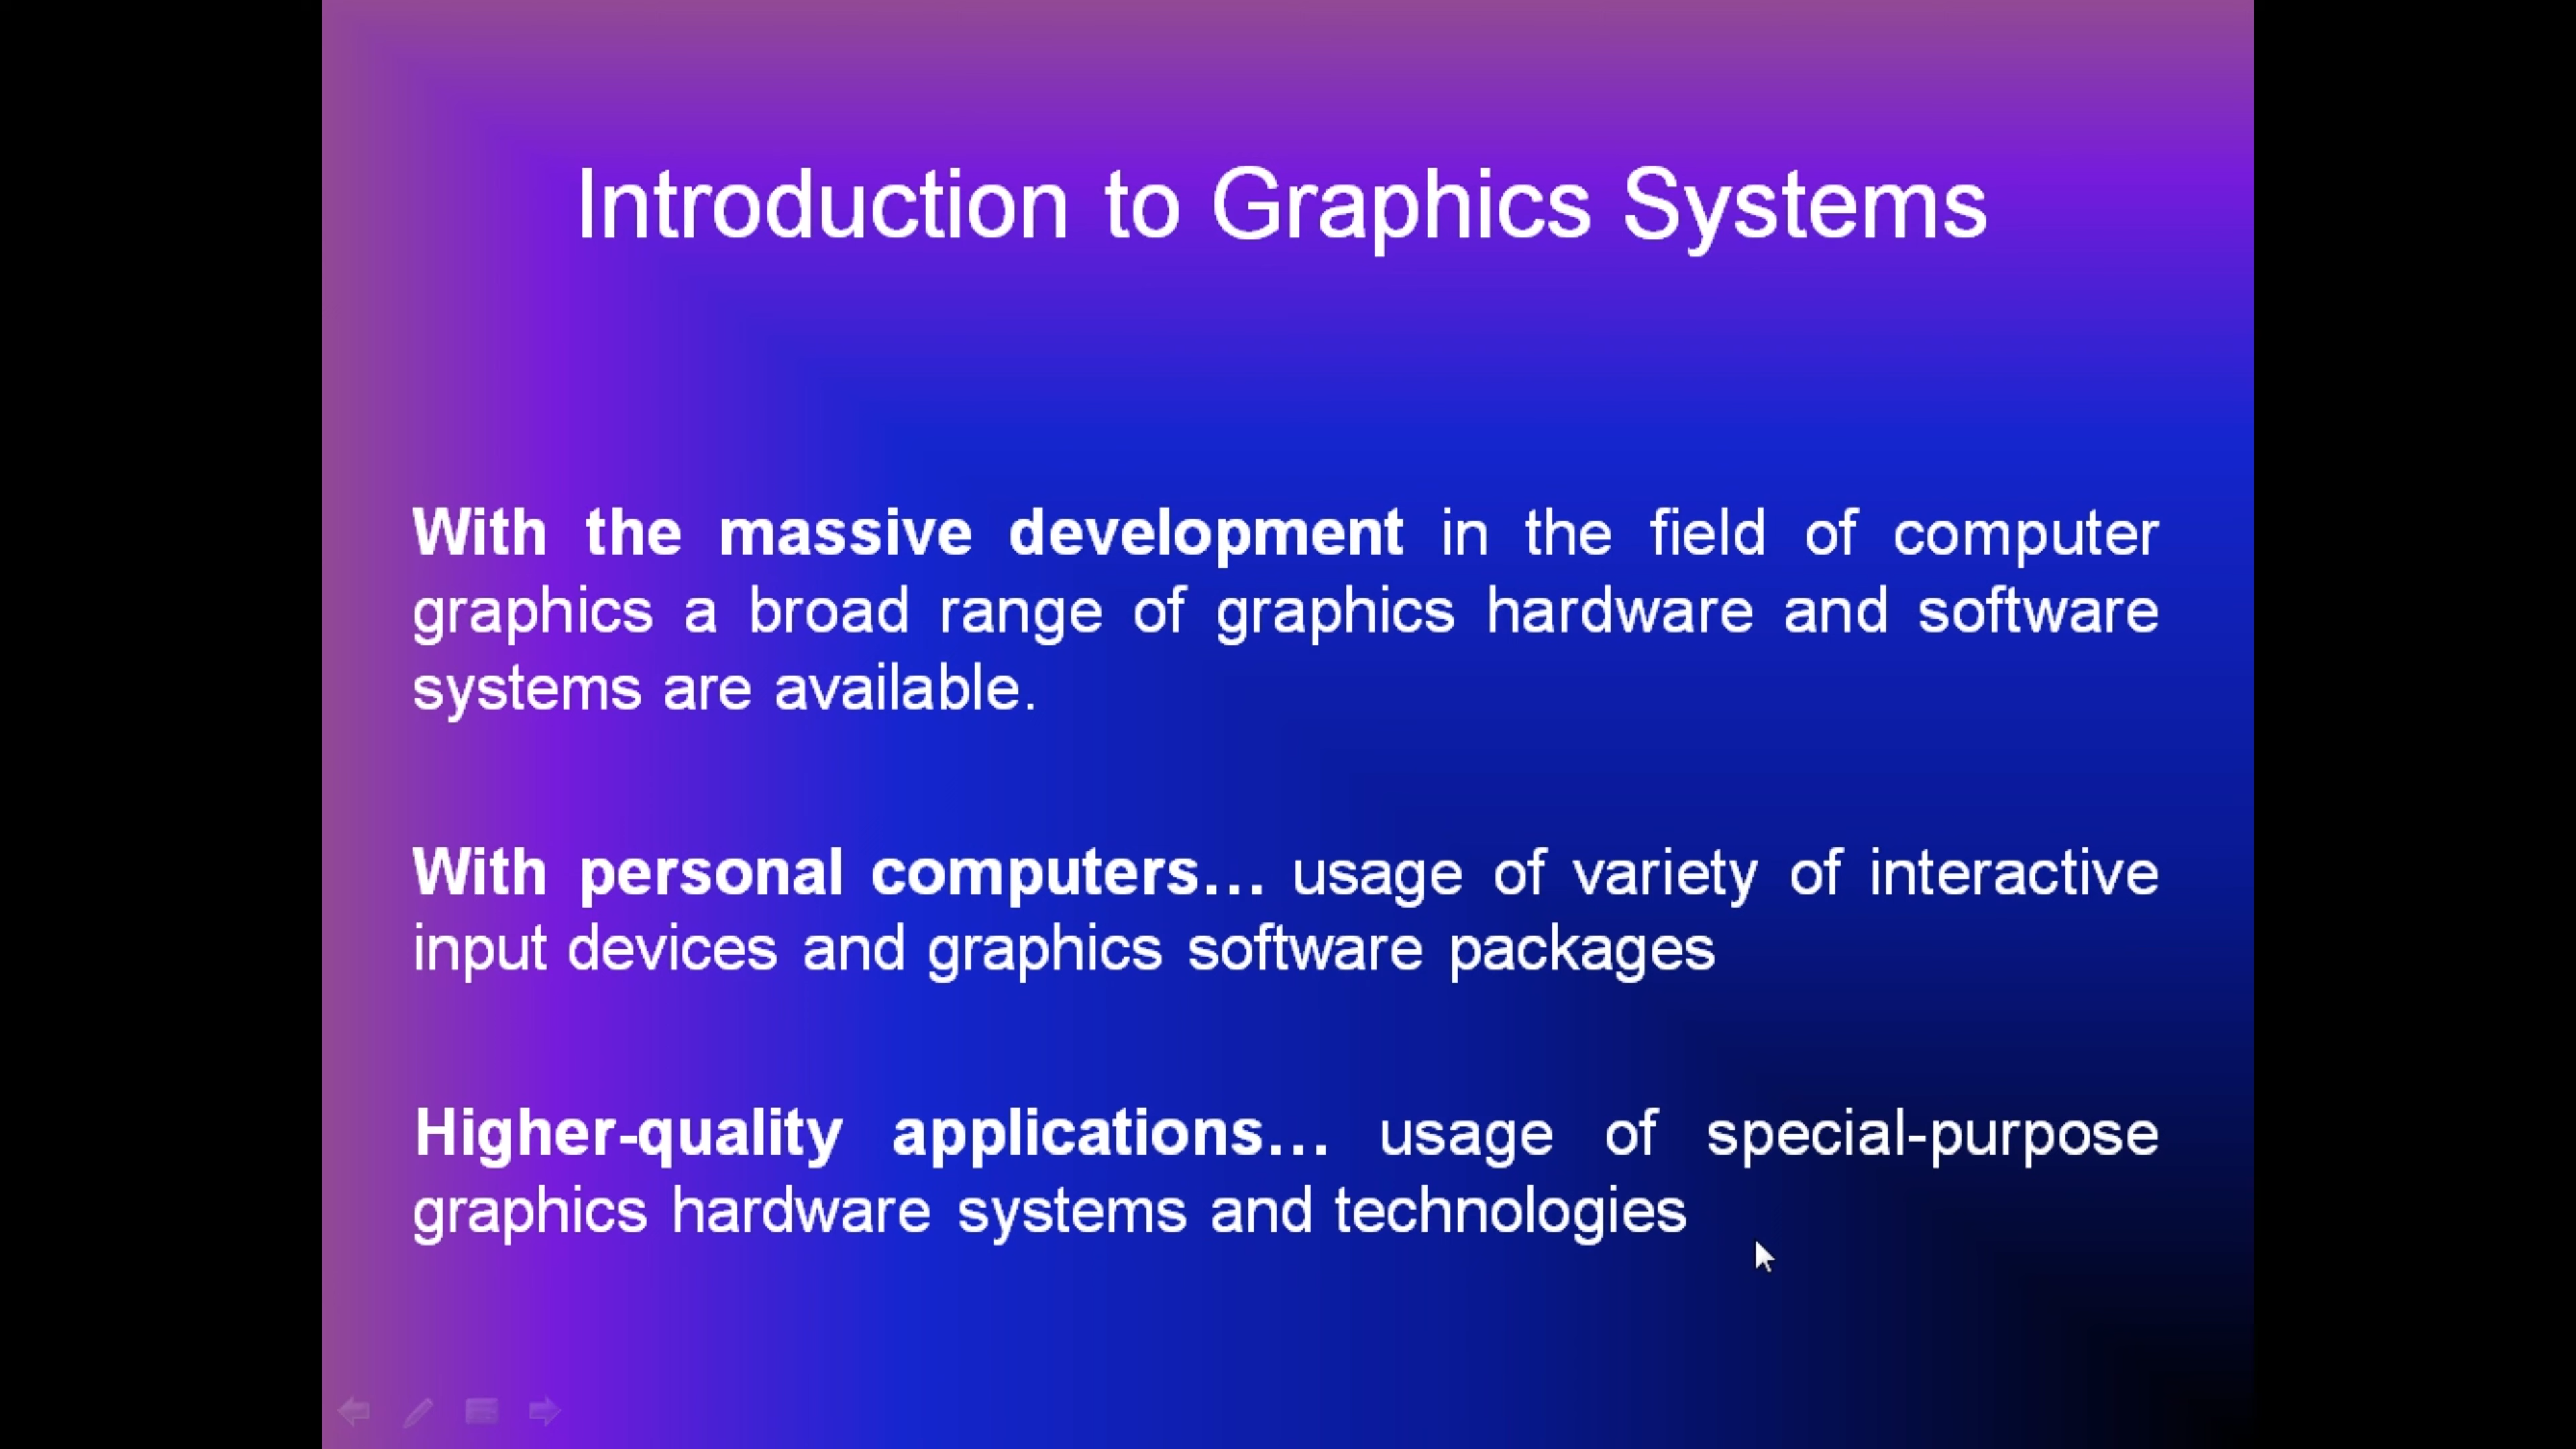 Introduction to Graphics Systems
With the massive development in the field of computer
graphics a broad range of graphics hardware and software
systems are available.
With personal computers... usage of variety of interactive
input devices and graphics software packages
Higher-quality applications... usage of special-purpose
graphics hardware systems and technologies